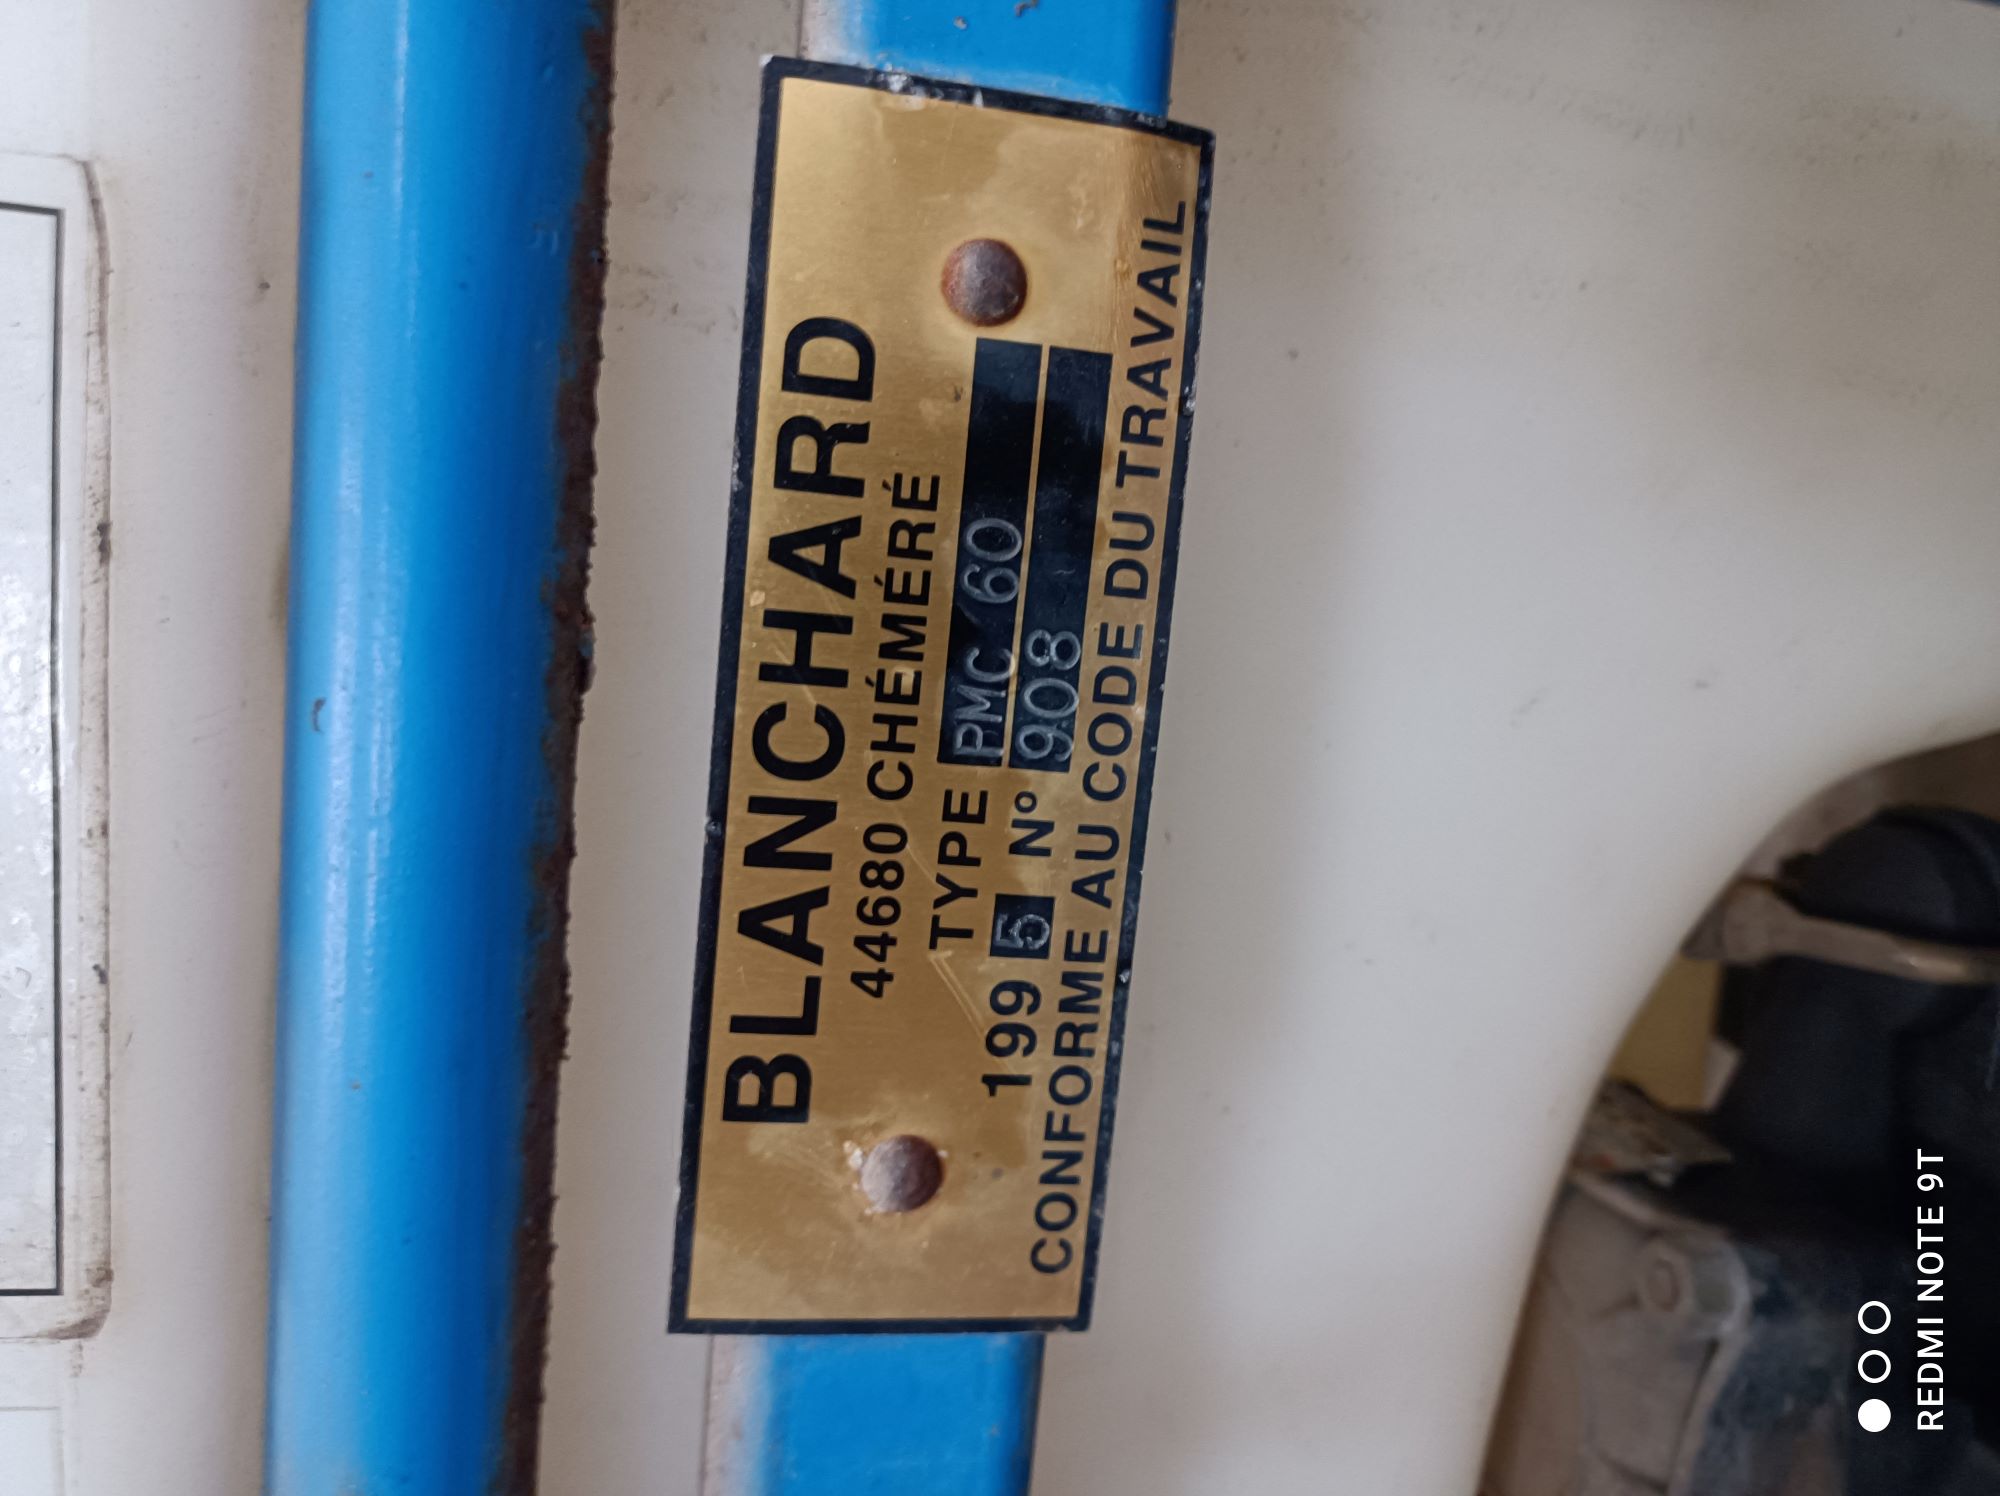 BLANCHARD
44680 CHÉMÉRÉ
TYPE PMC 60
1995 N° 908
CONFORME AU CODE DU TRAVAIL
REDMI NOTE 9T